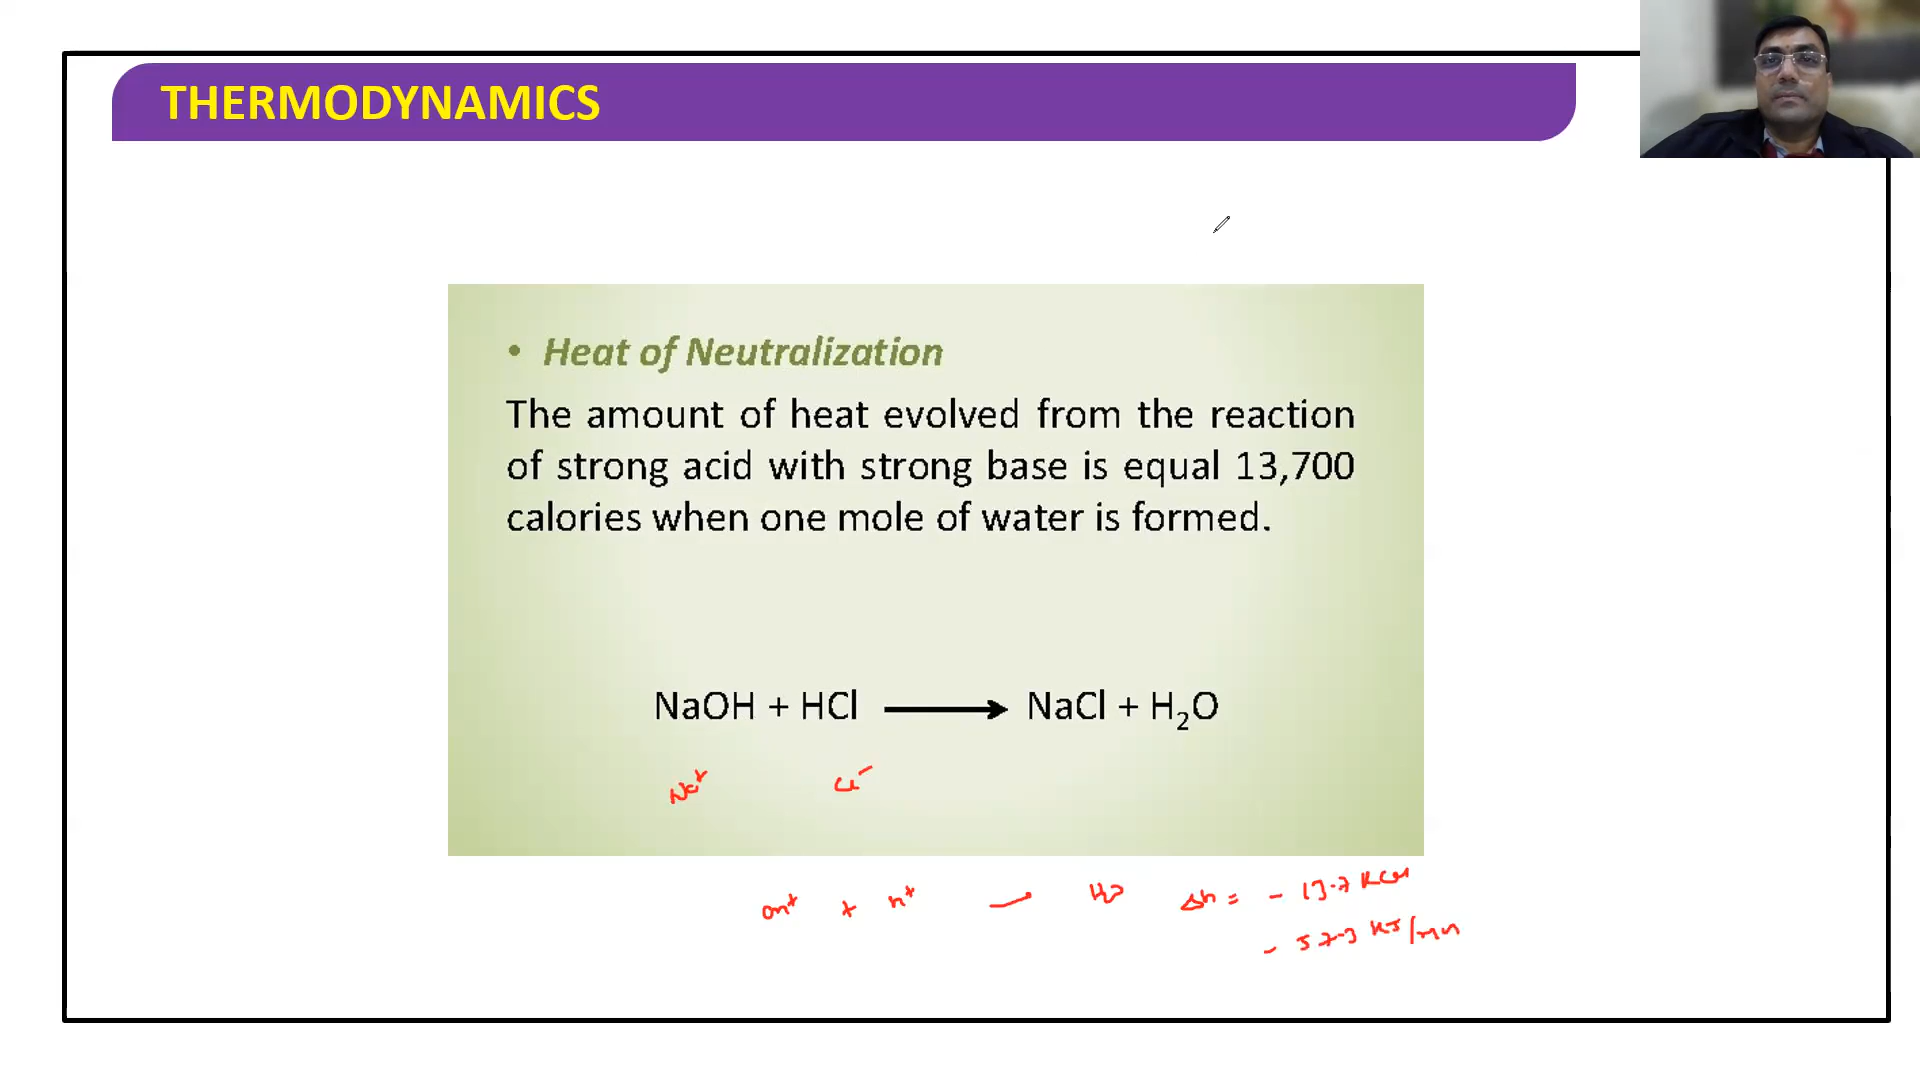 THERMODYNAMICS
• Heat of Neutralization
The amount of heat evolved from the reaction
of strong acid with strong base is equal 13,700
calories when one mole of water is formed.
NaOH + HCl ⟶ NaCl + H₂O
Na⁺ Cl⁻
OH⁺ + H⁺ — H₂O ΔH = - 13.7 KCal
- 57.3 KJ/mol